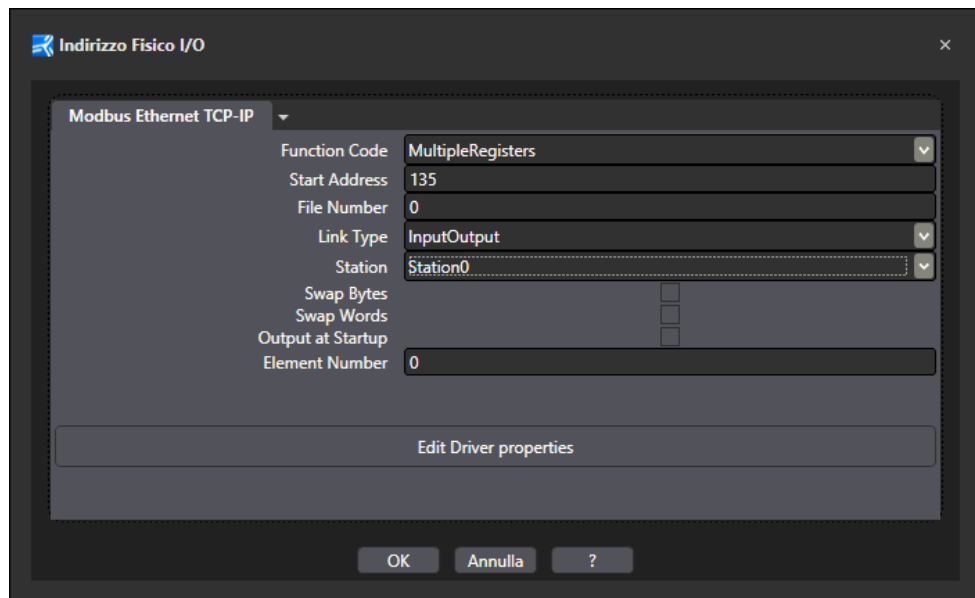 Indirizzo Fisico I/O
Modbus Ethernet TCP-IP
Function Code MultipleRegisters
Start Address 135
File Number 0
Link Type InputOutput
Station Station0
Swap Bytes
Swap Words
Output at Startup
Element Number 0
Edit Driver properties
OK Annulla ?